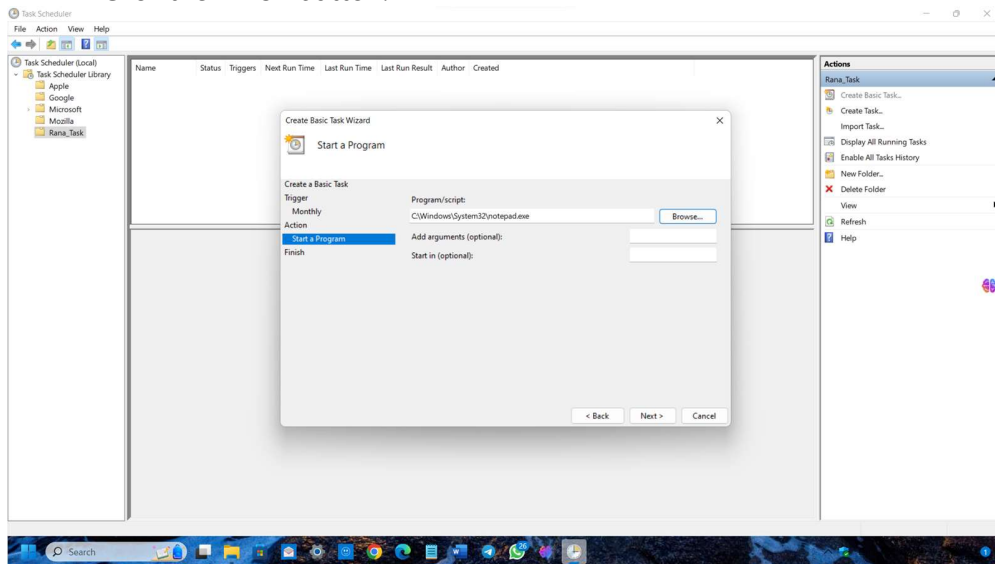 Task Scheduler
File Action View Help
Task Scheduler (Local)
Task Scheduler Library
Apple
Google
Microsoft
Mozilla
Rana_Task
Name Status Triggers Next Run Time Last Run Time Last Run Result Author Created
Create Basic Task Wizard
Start a Program
Create a Basic Task
Trigger
Monthly
Action
Start a Program
Finish
Program/script:
C:\Windows\System32\notepad.exe
Browse...
Add arguments (optional):
Start in (optional):
< Back Next > Cancel
Actions
Rana_Task
Create Basic Task...
Create Task...
Import Task...
Display All Running Tasks
Enable All Tasks History
New Folder...
Delete Folder
View
Refresh
Help
Search
26
1